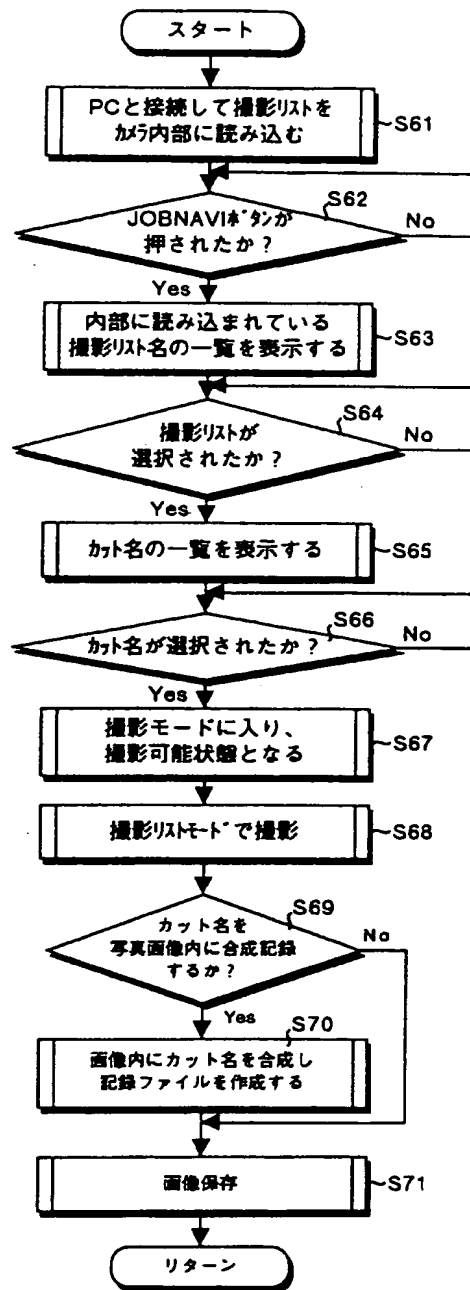 スタート
PCと接続して撮影リストを
カメラ内部に読み込む
S61
S62
JOBNAVIボタンが
押されたか?
No
Yes
内部に読み込まれている
撮影リスト名の一覧を表示する
S63
S64
撮影リストが
選択されたか?
No
Yes
カット名の一覧を表示する
S65
S66
カット名が選択されたか?
No
Yes
撮影モードに入り、
撮影可能状態となる
S67
撮影リストモードで撮影
S68
S69
カット名を
写真画像内に合成記録
するか?
No
Yes
S70
画像内にカット名を合成し
記録ファイルを作成する
画像保存
S71
リターン